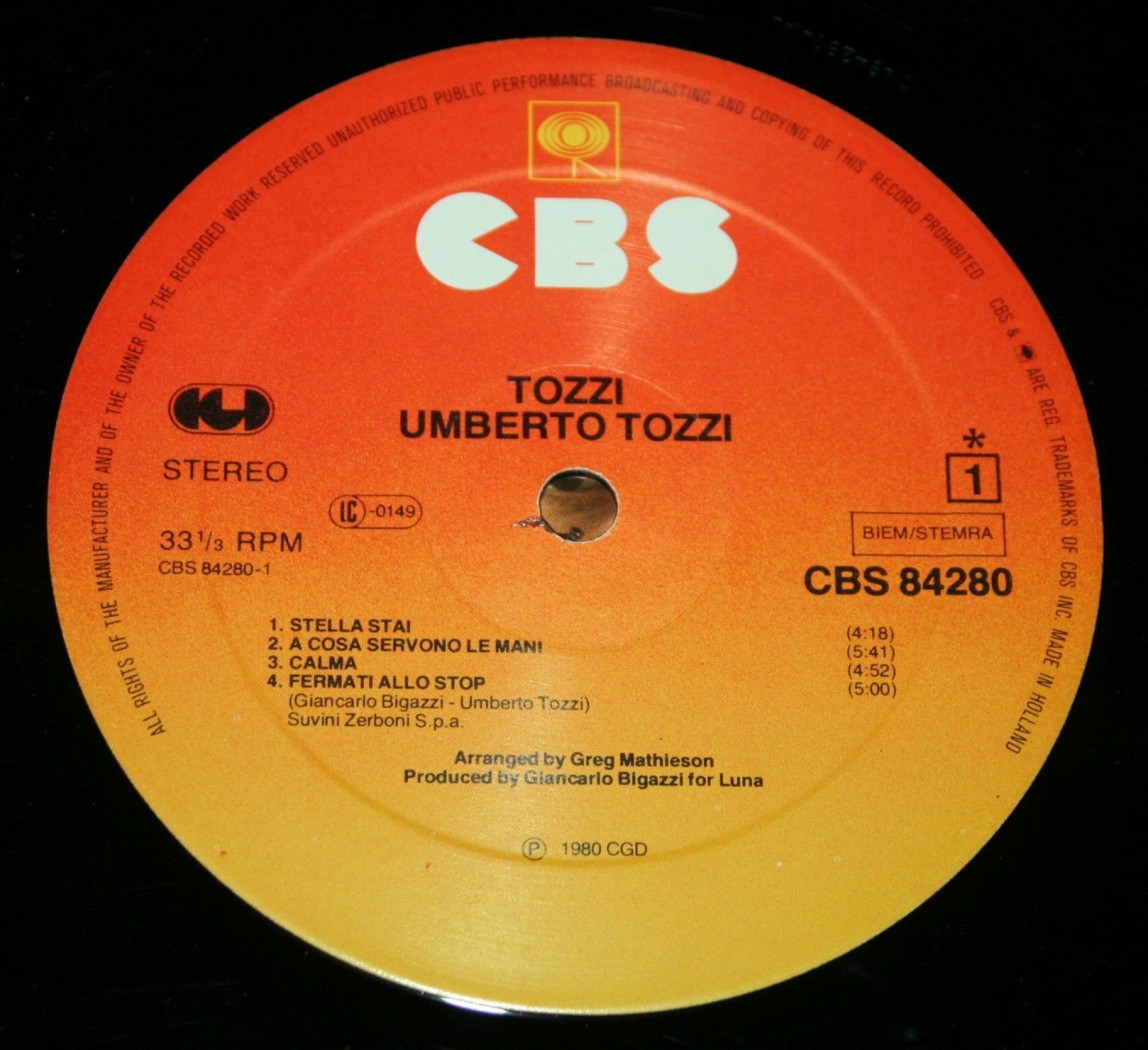 ALL RIGHTS OF THE MANUFACTURER AND OF THE OWNER OF THE RECORDED WORK RESERVED UNAUTHORIZED PUBLIC PERFORMANCE BROADCASTING AND COPYING OF THIS RECORD PROHIBITED
CBS & ARE REG. TRADEMARKS OF CBS INC. MADE IN HOLLAND
CBS
TOZZI
UMBERTO TOZZI
CGD
STEREO
LC-0149
33 1/3 RPM
CBS 84280-1
*
1
BIEM/STEMRA
CBS 84280
1. STELLA STAI (4:18)
2. A COSA SERVONO LE MANI (5:41)
3. CALMA (4:52)
4. FERMATI ALLO STOP (5:00)
(Giancarlo Bigazzi - Umberto Tozzi)
Suvini Zerboni S.p.a.
Arranged by Greg Mathieson
Produced by Giancarlo Bigazzi for Luna
℗ 1980 CGD